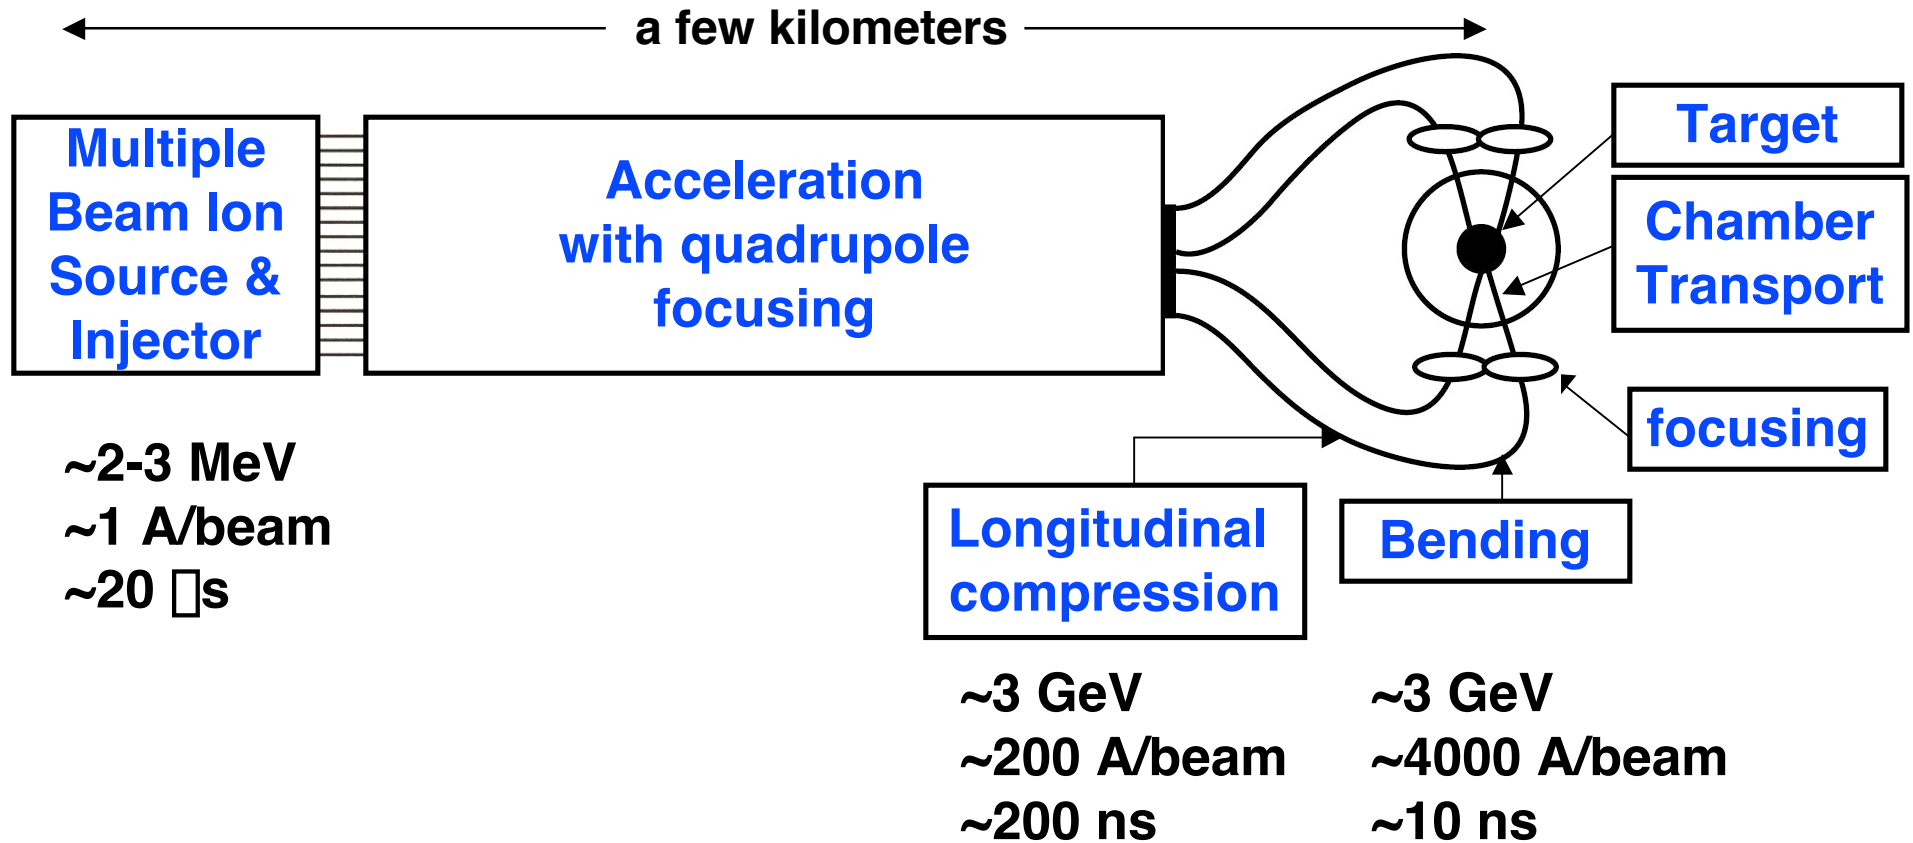 a few kilometers
Multiple
Beam Ion
Source &
Injector
Acceleration
with quadrupole
focusing
Target
Chamber
Transport
focusing
~2-3 MeV
~1 A/beam
~20 □s
Longitudinal
compression
Bending
~3 GeV
~200 A/beam
~200 ns
~3 GeV
~4000 A/beam
~10 ns